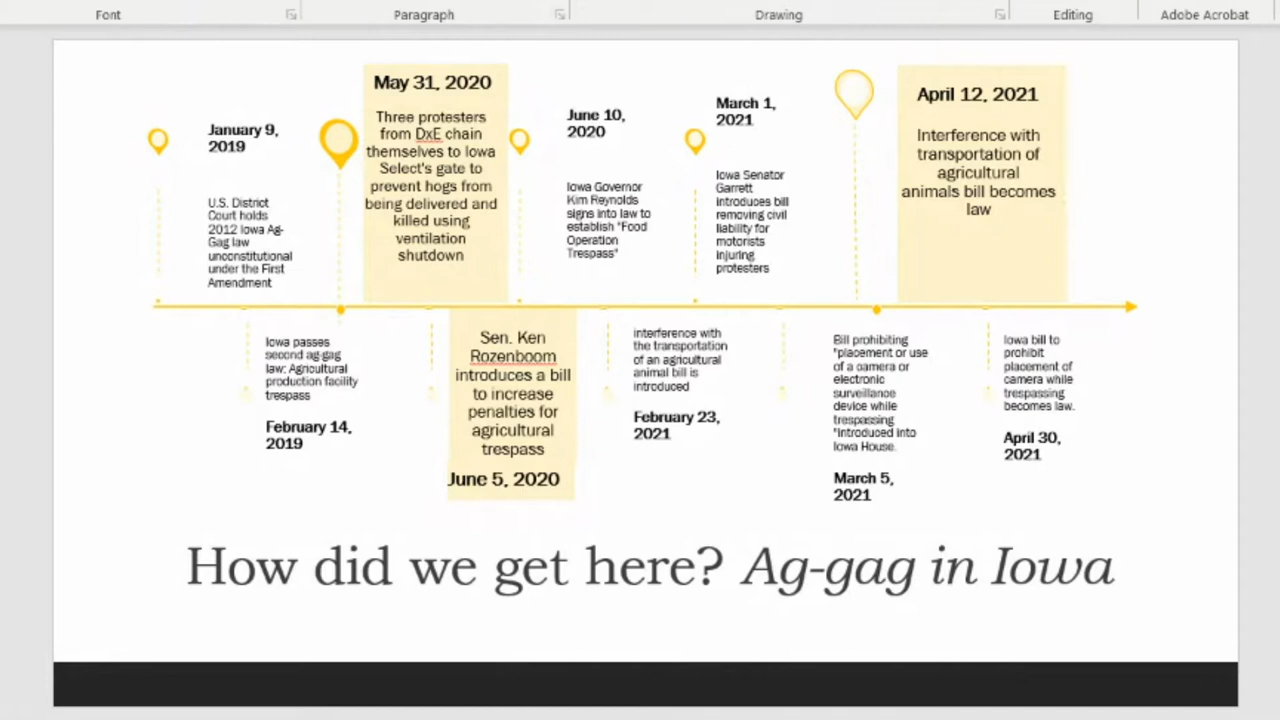 Font
Paragraph
Drawing
Editing
Adobe Acrobat
January 9,
2019
U.S. District
Court holds
2012 Iowa Ag-
Gag law
unconstitutional
under the First
Amendment
May 31, 2020
Three protesters
from DxE chain
themselves to Iowa
Select's gate to
prevent hogs from
being delivered and
killed using
ventilation
shutdown
June 10,
2020
Iowa Governor
Kim Reynolds
signs into law to
establish "Food
Operation
Trespass"
March 1,
2021
Iowa Senator
Garrett
introduces bill
removing civil
liability for
motorists
injuring
protesters
April 12, 2021
Interference with
transportation of
agricultural
animals bill becomes
law
Iowa passes
second ag-gag
law: Agricultural
production facility
trespass
February 14,
2019
Sen. Ken
Rozenboom
introduces a bill
to increase
penalties for
agricultural
trespass
June 5, 2020
interference with
the transportation
of an agricultural
animal bill is
introduced
February 23,
2021
Bill prohibiting
"placement or use
of a camera or
electronic
surveillance
device while
trespassing
"introduced into
Iowa House.
March 5,
2021
Iowa bill to
prohibit
placement of
camera while
trespassing
becomes law.
April 30,
2021
How did we get here? Ag-gag in Iowa